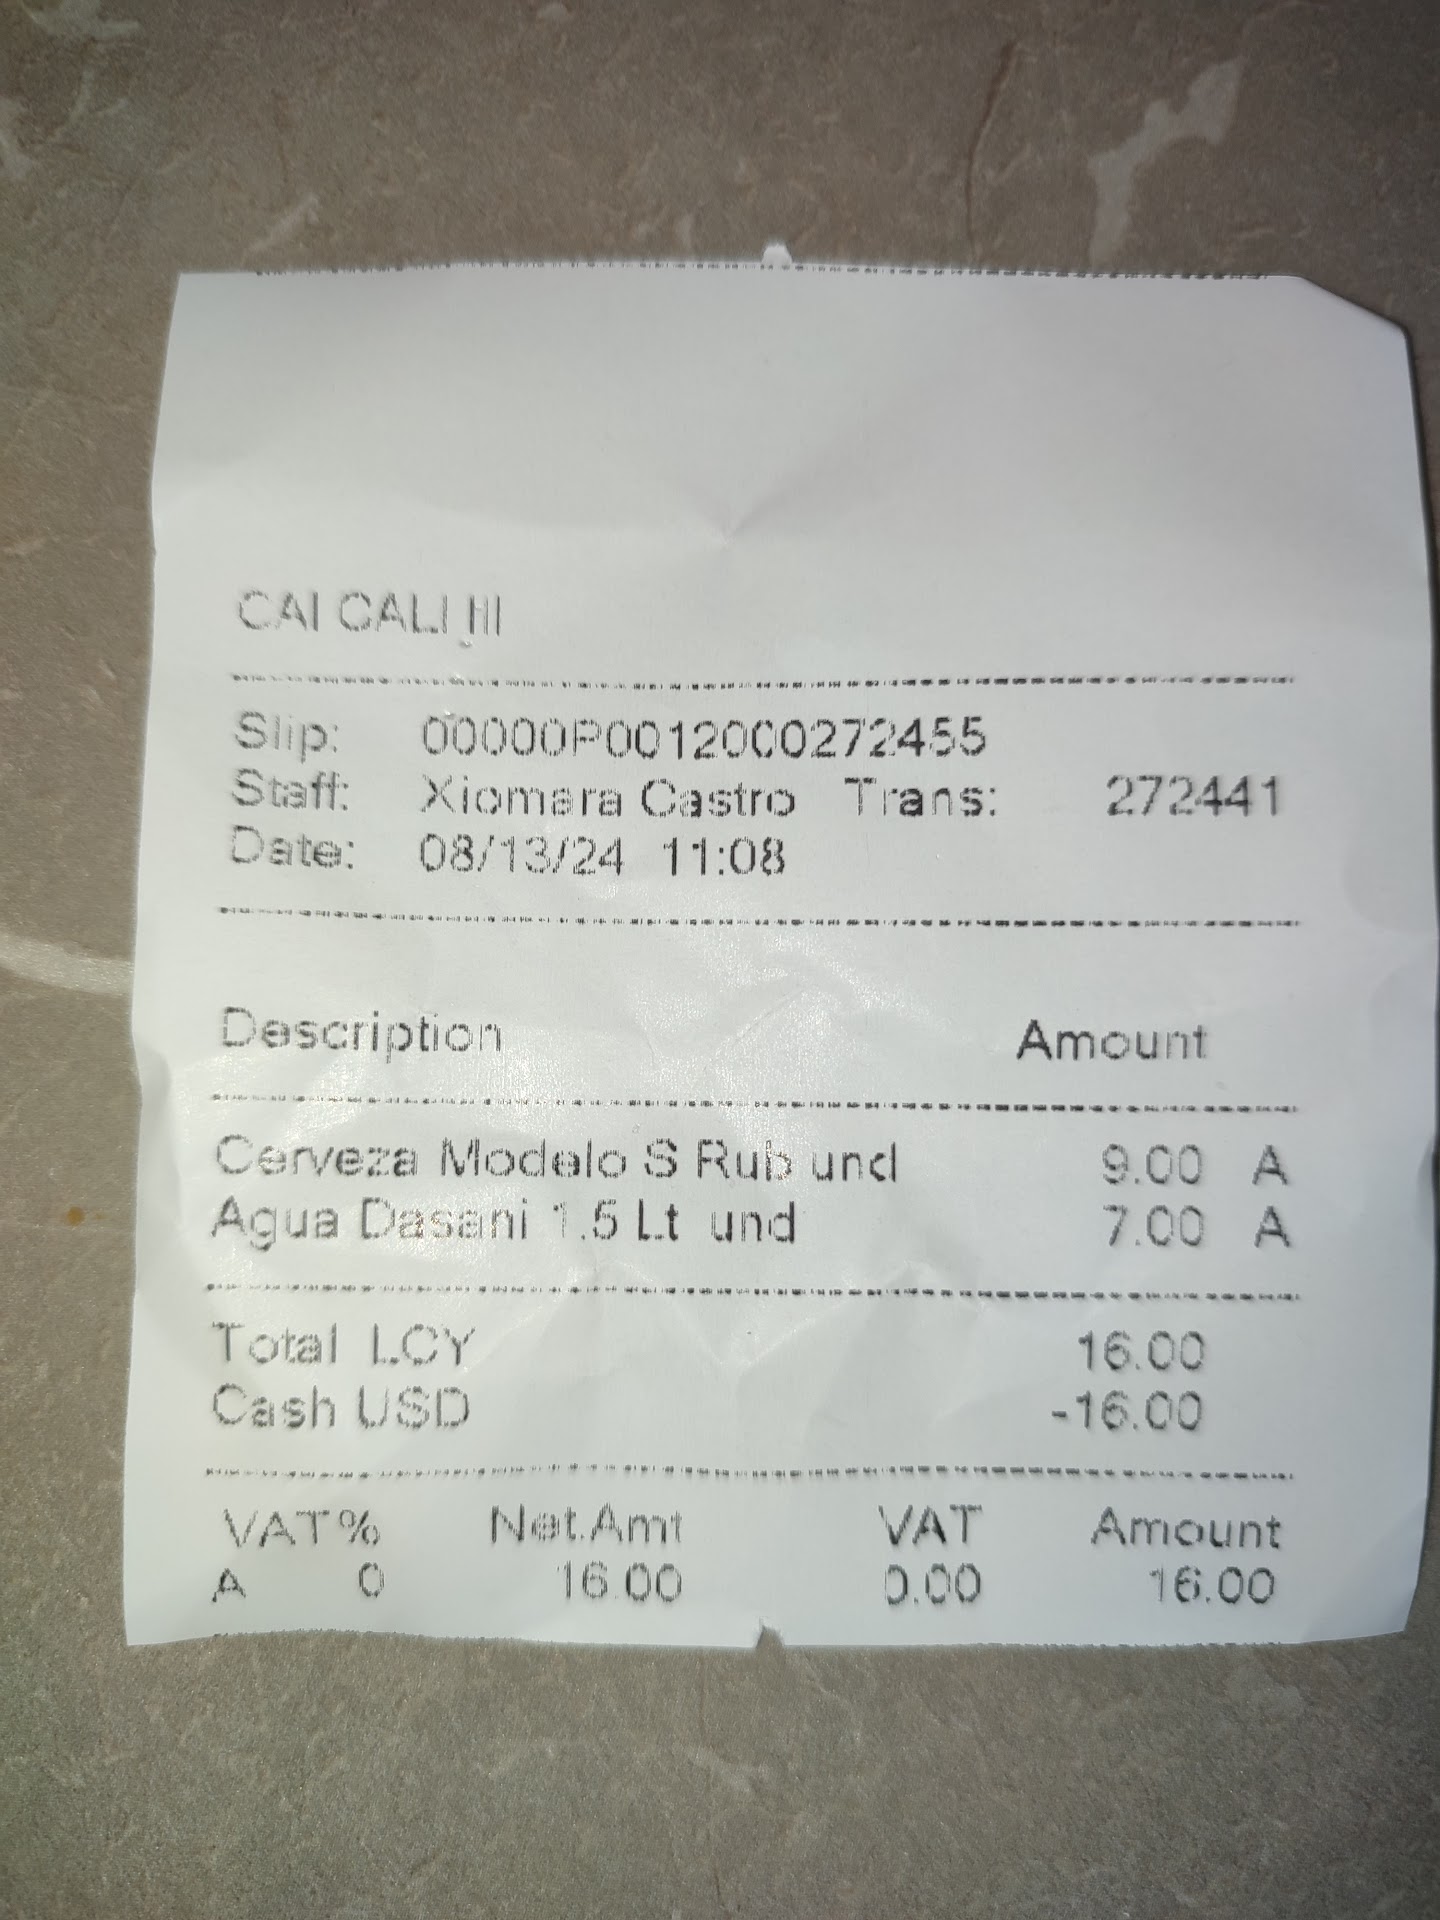 CAI CALI III
Slip: 00000P0012000272455
Staff: Xiomara Castro Trans: 272441
Date: 08/13/24 11:08
Description Amount
Cerveza Modelo S Rub und 9.00 A
Agua Dasani 1.5 Lt und 7.00 A
Total LCY 16.00
Cash USD -16.00
VAT% Net.Amt VAT Amount
A 0 16.00 0.00 16.00